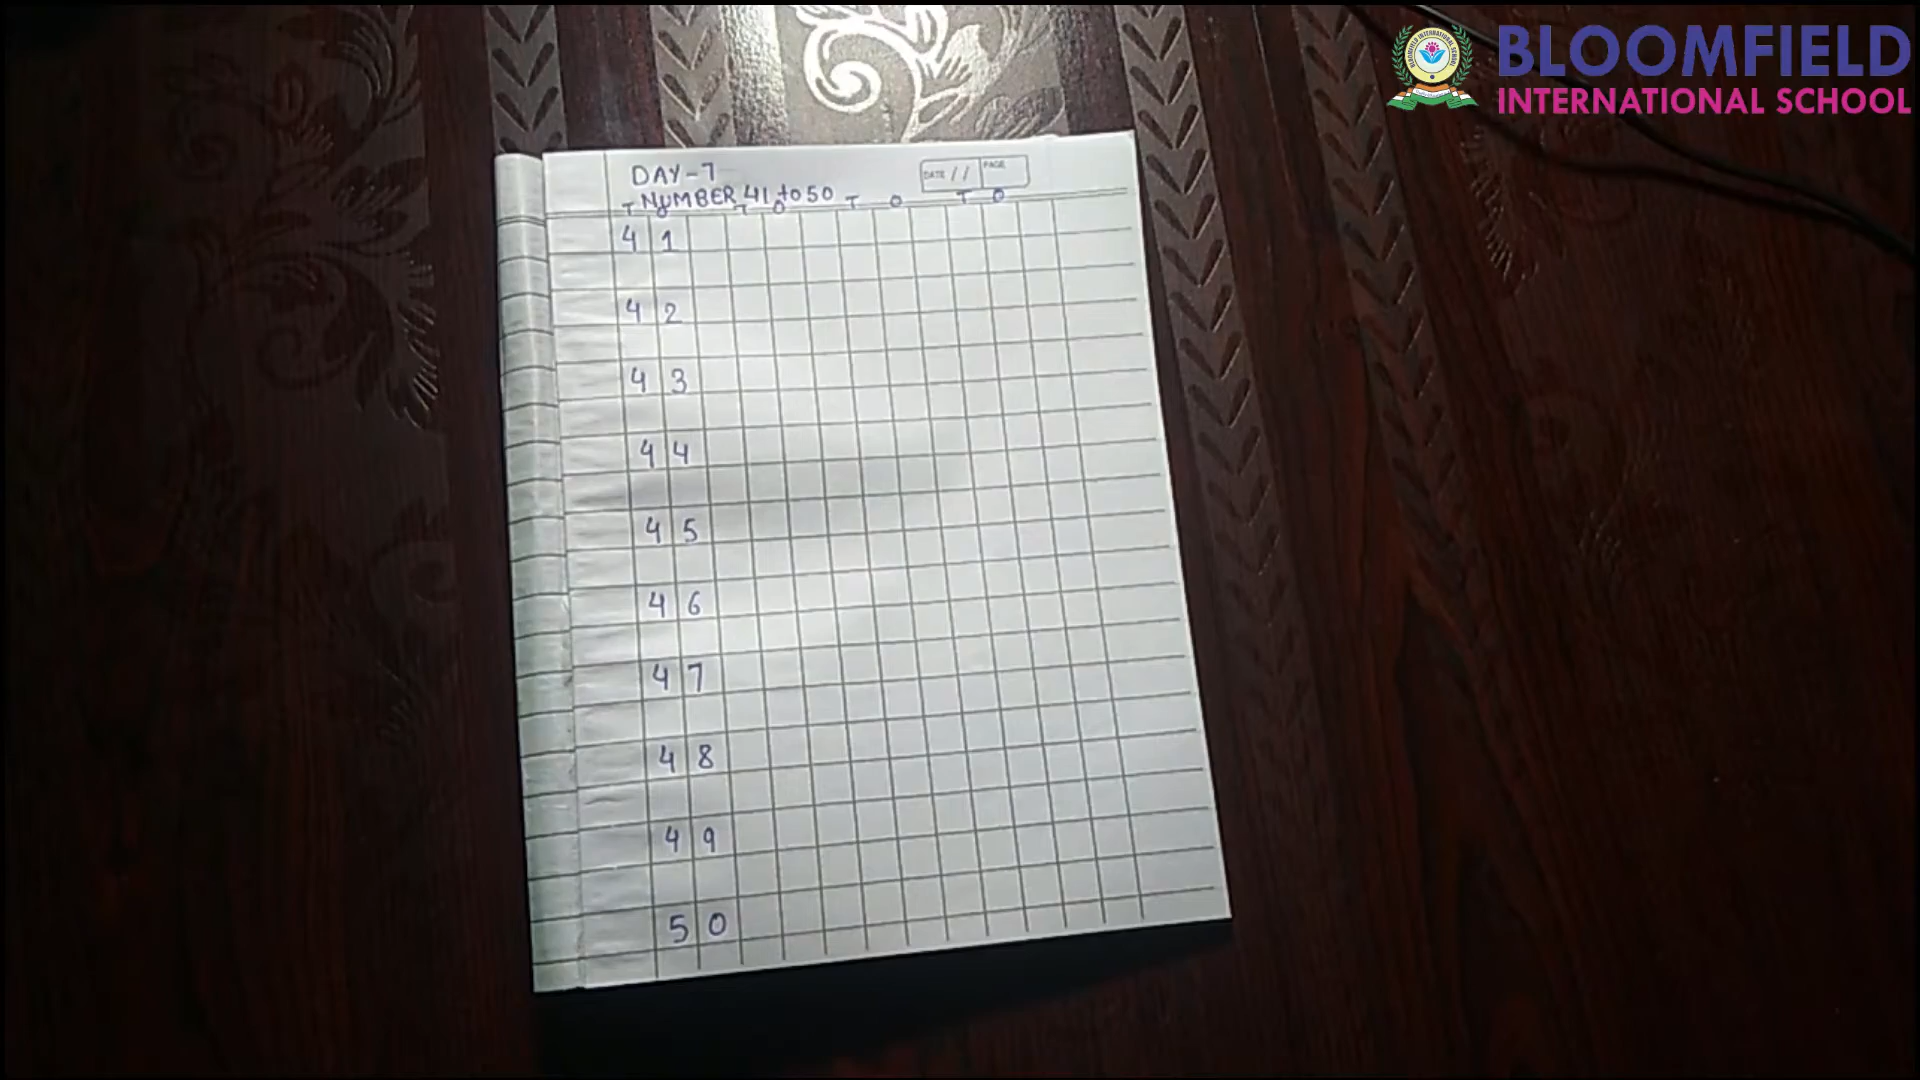 BLOOMFIELD
INTERNATIONAL SCHOOL
DAY-7
DATE / / PAGE
NUMBER 41 to 50
T O T O T O T O
4 1
4 2
4 3
4 4
4 5
4 6
4 7
4 8
4 9
5 0